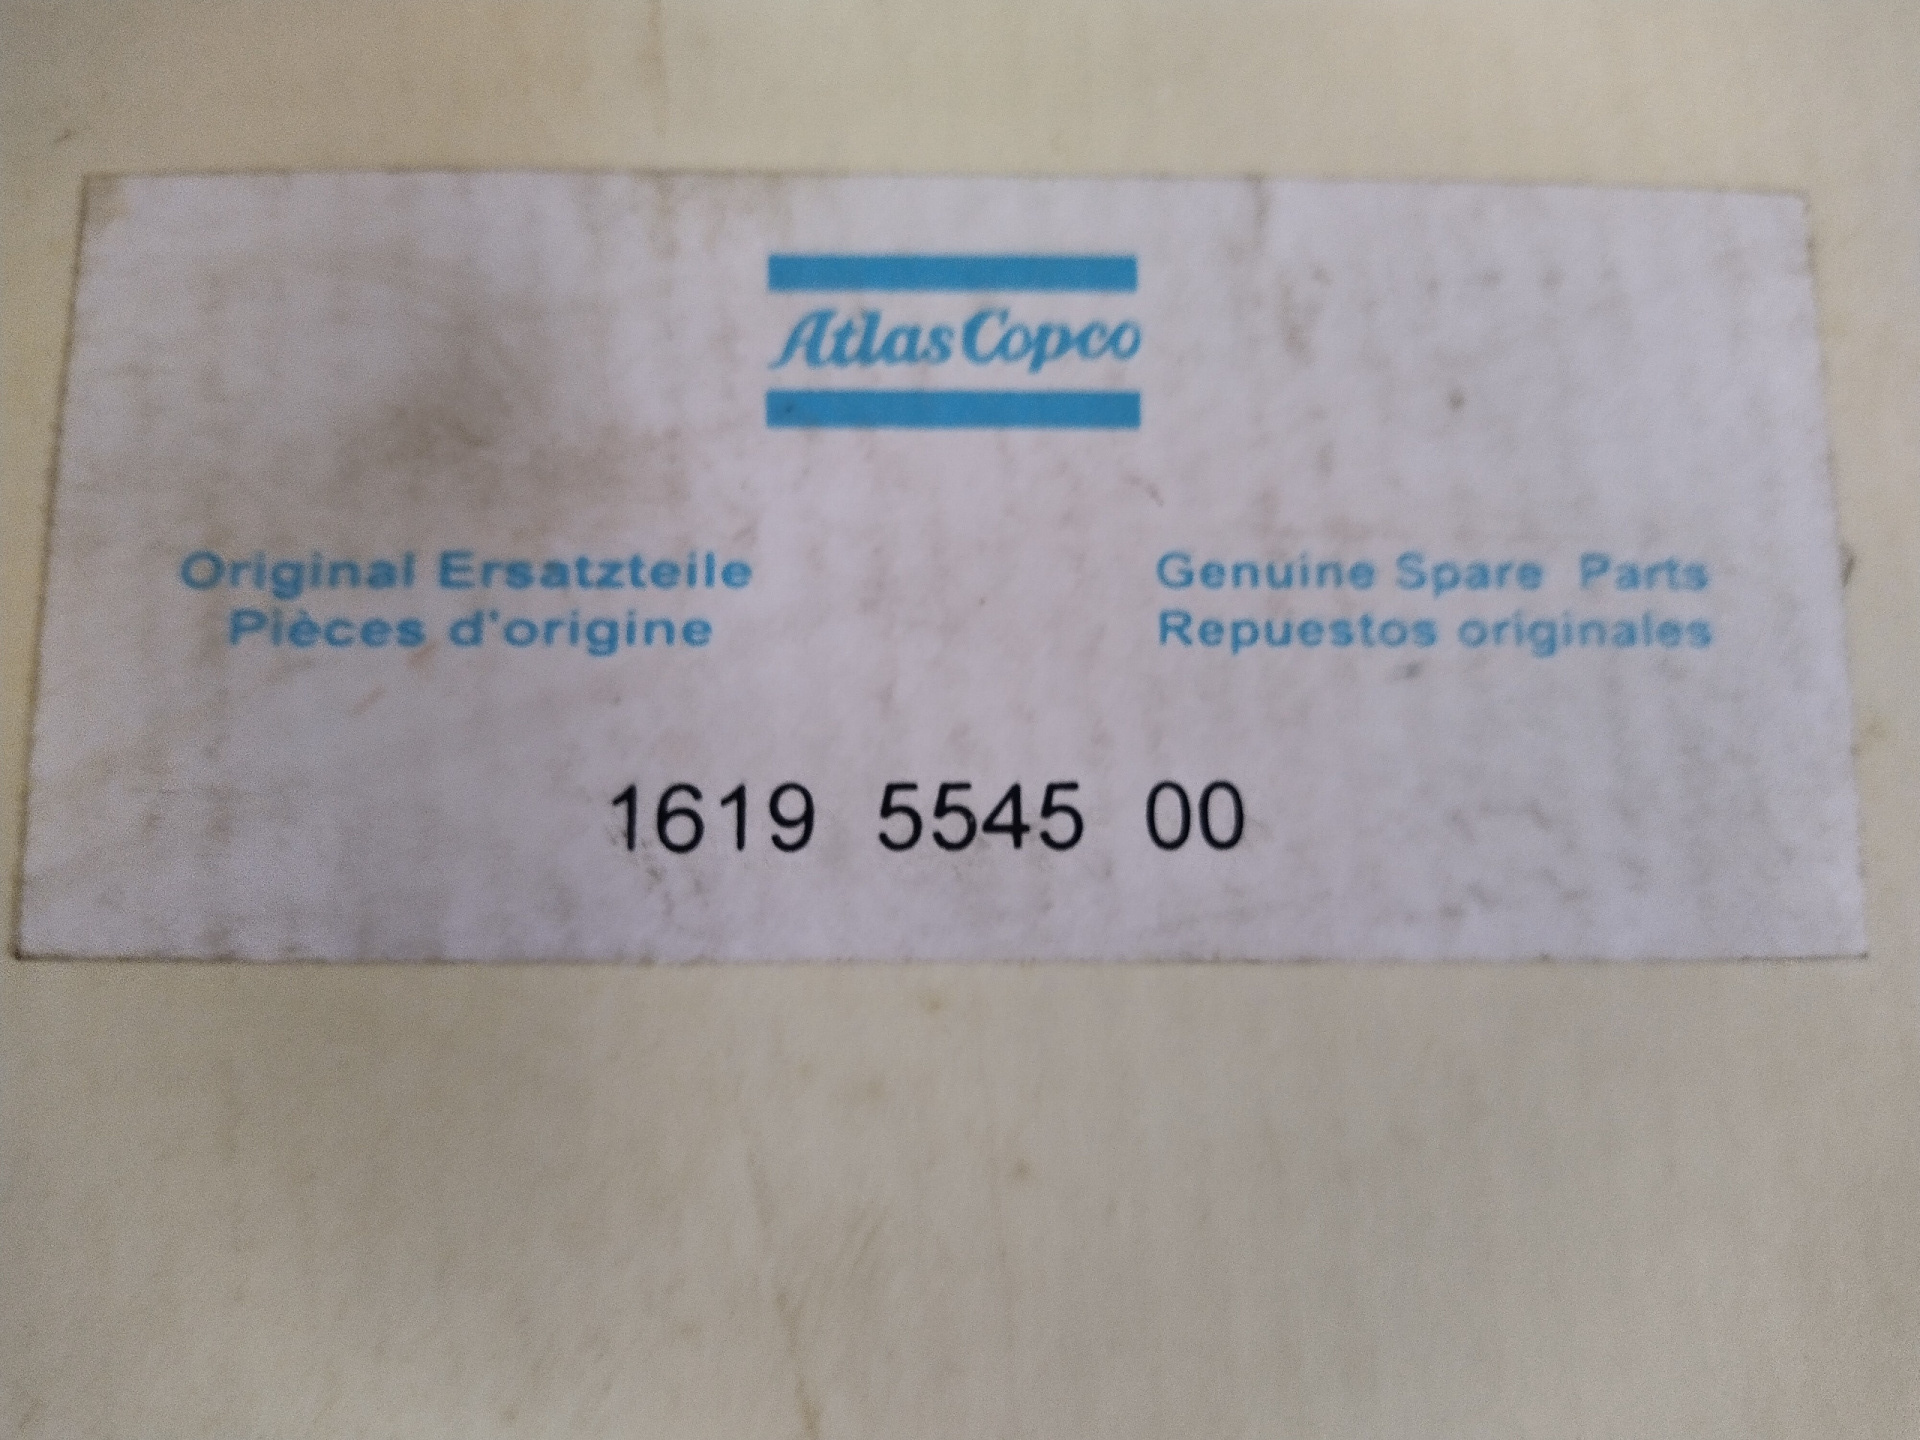 Atlas Copco
Original Ersatzteile
Pièces d'origine
Genuine Spare Parts
Repuestos originales
1619 5545 00